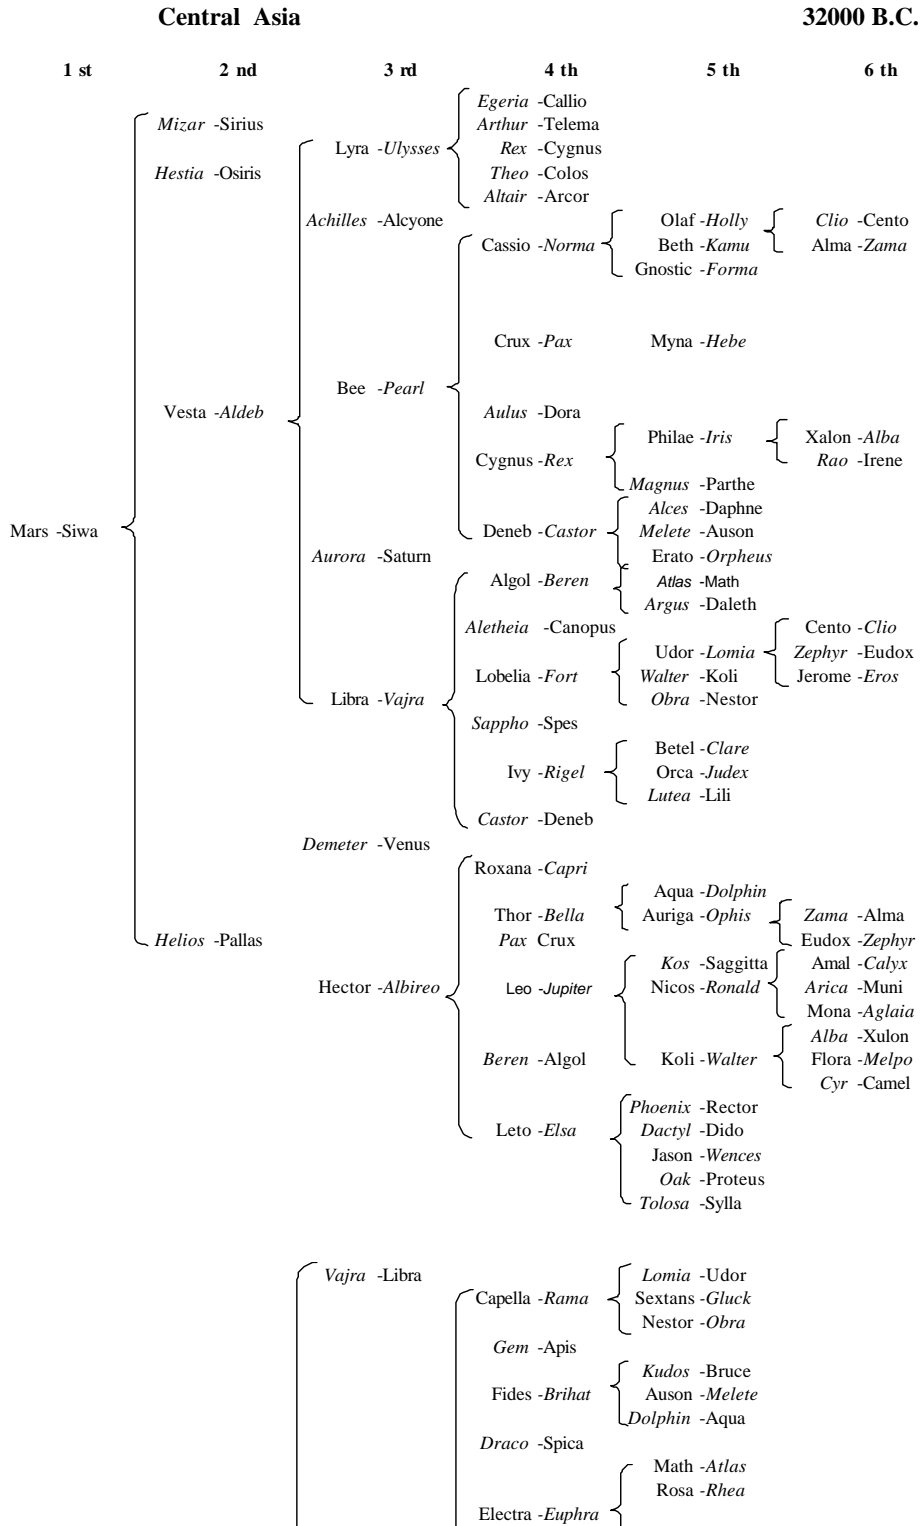 Central Asia 32000 B.C.
1 st 2 nd 3 rd 4 th 5 th 6 th
Egeria -Callio
Mizar -Sirius Arthur -Telema
Lyra -Ulysses Rex -Cygnus
Hestia -Osiris Theo -Colos
Altair -Arcor
Achilles -Alcyone Olaf -Holly Clio -Cento
Cassio -Norma Beth -Kamu Alma -Zama
Gnostic -Forma
Crux -Pax Myna -Hebe
Bee -Pearl
Vesta -Aldeb Aulus -Dora
Philae -Iris Xalon -Alba
Cygnus -Rex Rao -Irene
Magnus -Parthe
Alces -Daphne
Mars -Siwa Deneb -Castor Melete -Auson
Aurora -Saturn Erato -Orpheus
Algol -Beren Atlas -Math
Argus -Daleth
Aletheia -Canopus Cento -Clio
Udor -Lomia Zephyr -Eudox
Lobelia -Fort Walter -Koli Jerome -Eros
Libra -Vajra Obra -Nestor
Sappho -Spes
Betel -Clare
Ivy -Rigel Orca -Judex
Lutea -Lili
Castor -Deneb
Demeter -Venus
Roxana -Capri
Aqua -Dolphin
Thor -Bella Auriga -Ophis Zama -Alma
Helios -Pallas Pax Crux Eudox -Zephyr
Kos -Saggitta Amal -Calyx
Hector -Albireo Leo -Jupiter Nicos -Ronald Arica -Muni
Mona -Aglaia
Alba -Xulon
Beren -Algol Koli -Walter Flora -Melpo
Cyr -Camel
Phoenix -Rector
Leto -Elsa Dactyl -Dido
Jason -Wences
Oak -Proteus
Tolosa -Sylla
Vajra -Libra Lomia -Udor
Capella -Rama Sextans -Gluck
Nestor -Obra
Gem -Apis
Kudos -Bruce
Fides -Brihat Auson -Melete
Dolphin -Aqua
Draco -Spica
Math -Atlas
Rosa -Rhea
Electra -Euphra